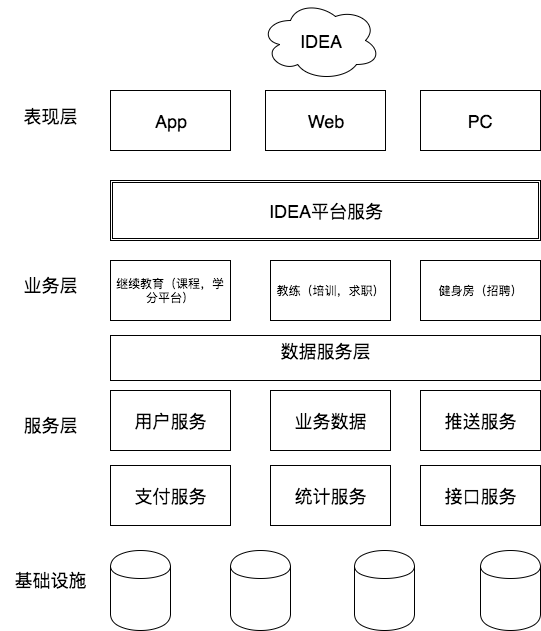 IDEA
表现层
App
Web
PC
IDEA平台服务
业务层
继续教育（课程，学
分平台）
教练（培训，求职）
健身房（招聘）
数据服务层
服务层
用户服务
业务数据
推送服务
支付服务
统计服务
接口服务
基础设施